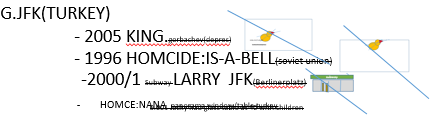 G.JFK(TURKEY)
- 2005 KING.gorbachev(depres)
- 1996 HOMCIDE:IS-A-BELL(soviet union)
-2000/1 Subway LARRY JFK(Berlinerplatz)
- HOMCE:NANA